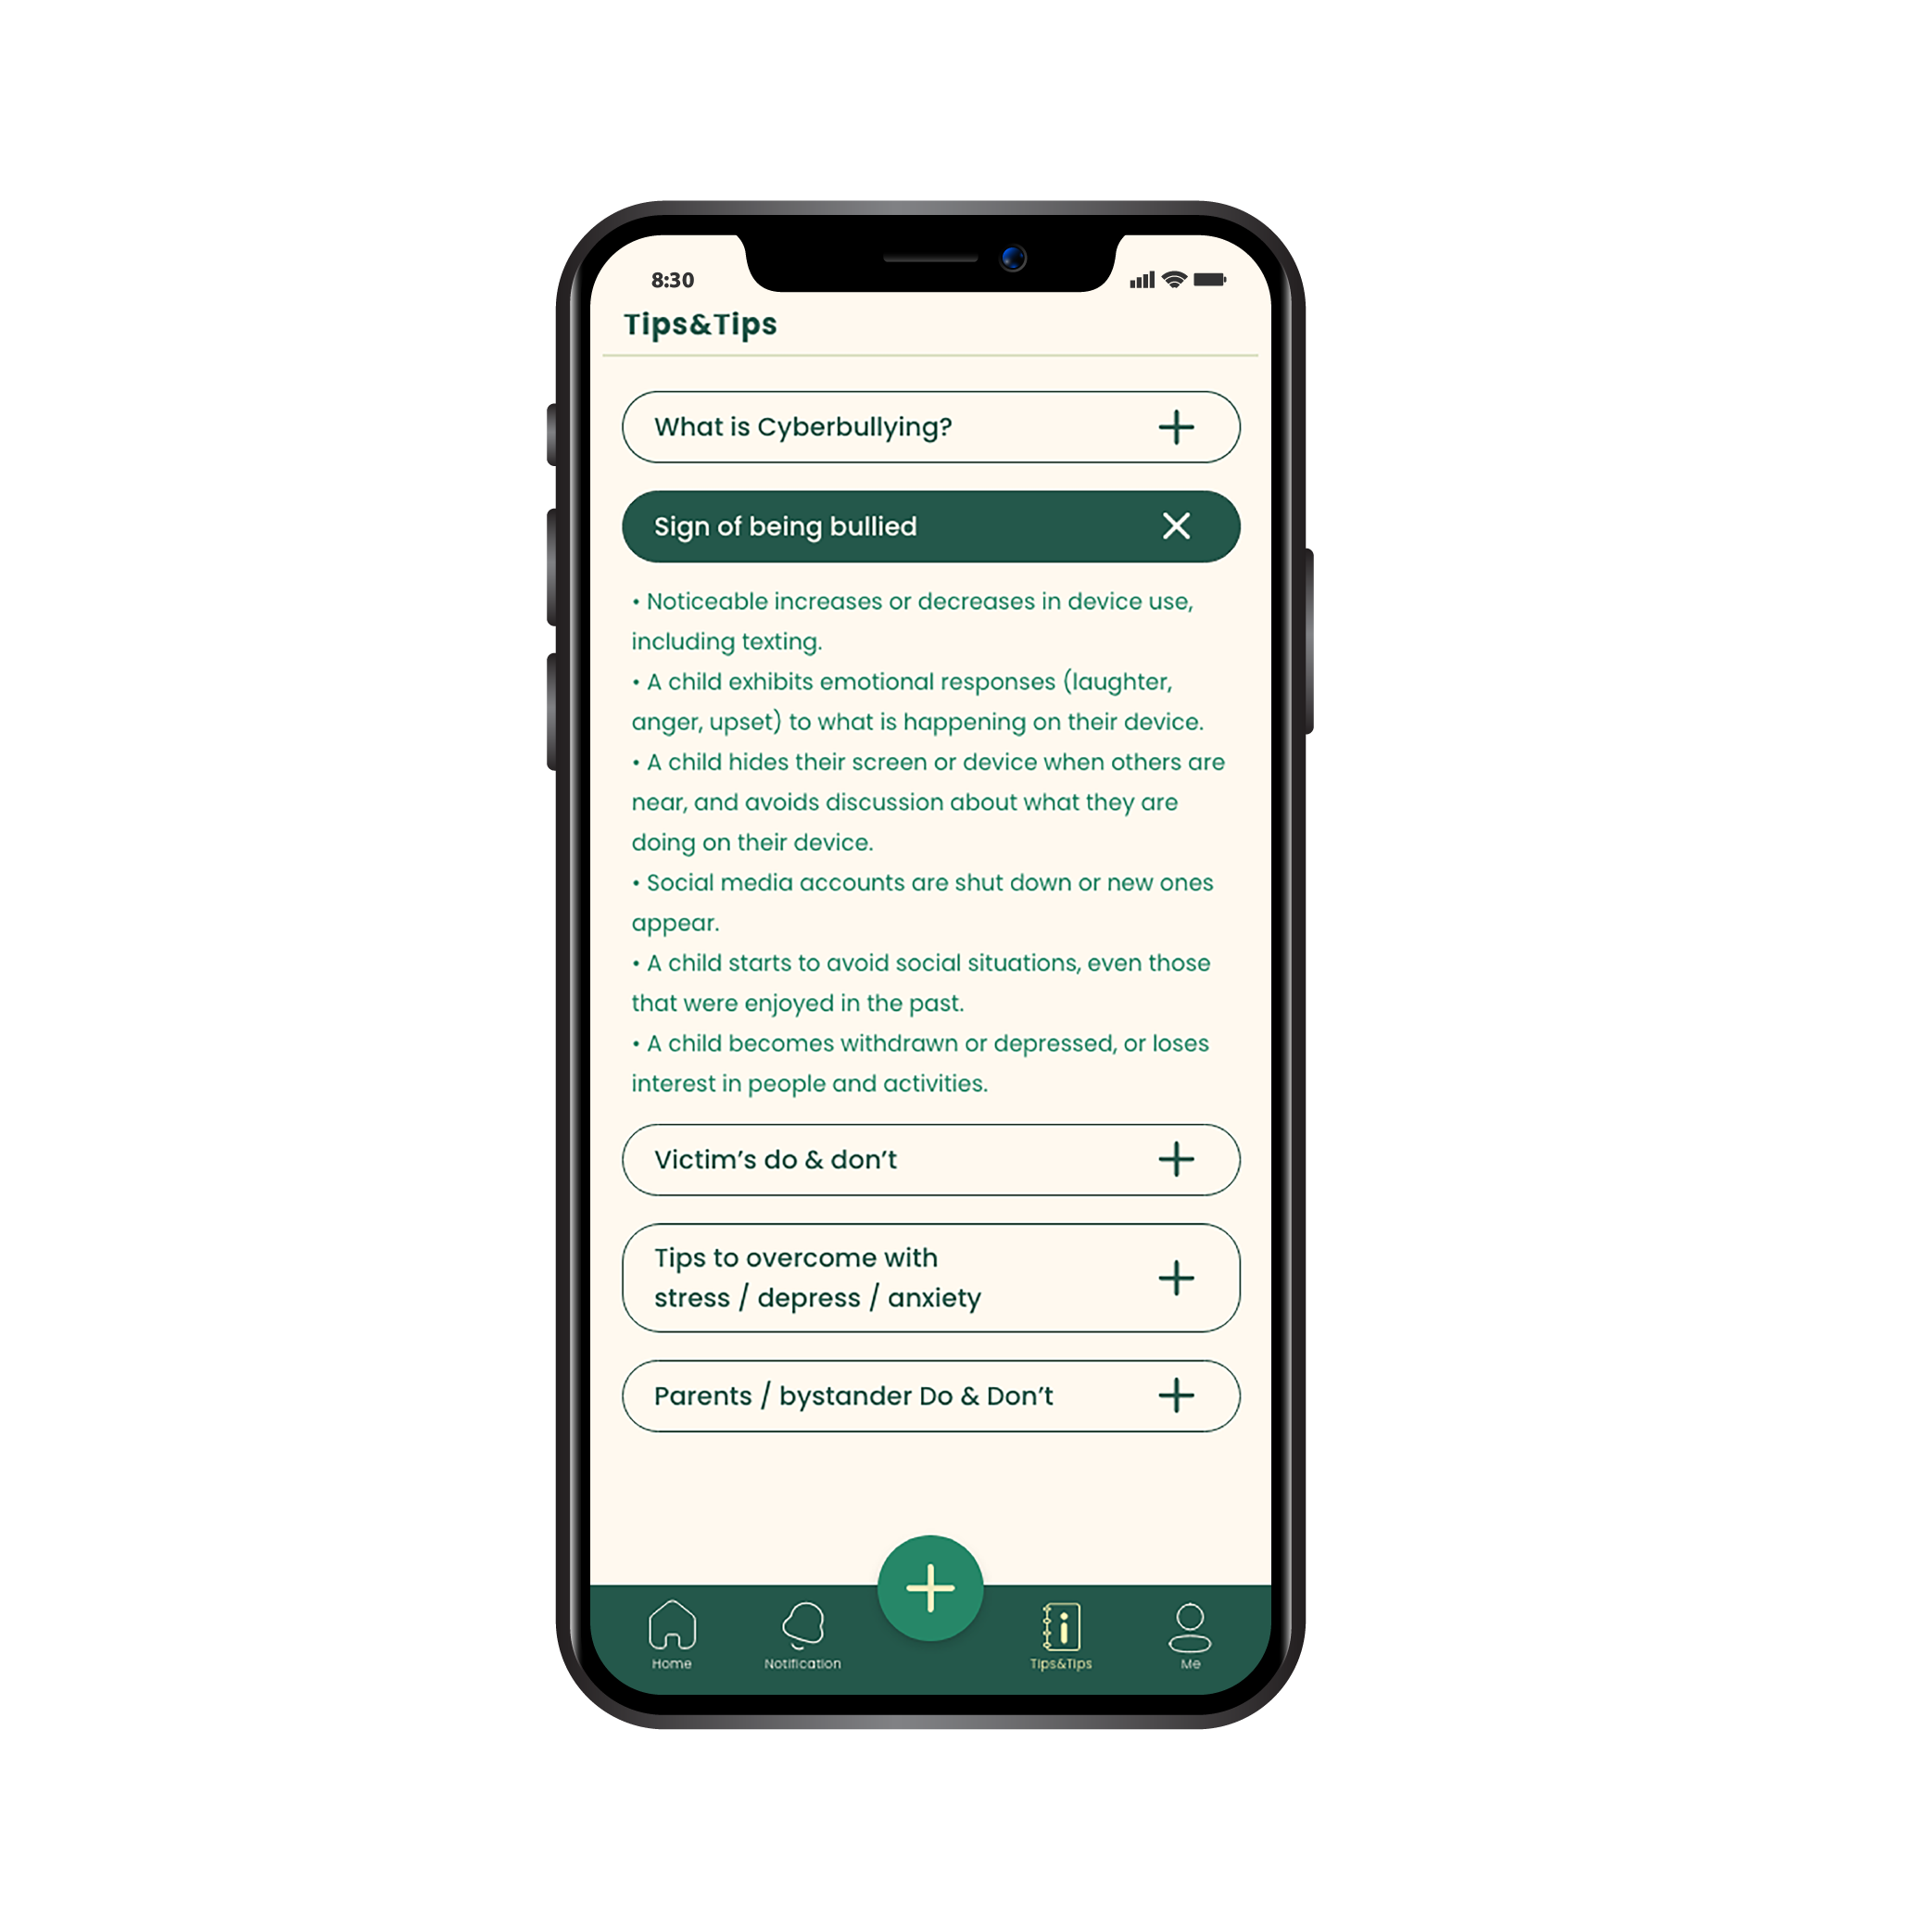 8:30
Tips&Tips
What is Cyberbullying?
Sign of being bullied
• Noticeable increases or decreases in device use,
including texting.
• A child exhibits emotional responses (laughter,
anger, upset) to what is happening on their device.
• A child hides their screen or device when others are
near, and avoids discussion about what they are
doing on their device.
• Social media accounts are shut down or new ones
appear.
• A child starts to avoid social situations, even those
that were enjoyed in the past.
• A child becomes withdrawn or depressed, or loses
interest in people and activities.
Victim’s do & don’t
Tips to overcome with
stress / depress / anxiety
Parents / bystander Do & Don’t
Home
Notification
Tips&Tips
Me